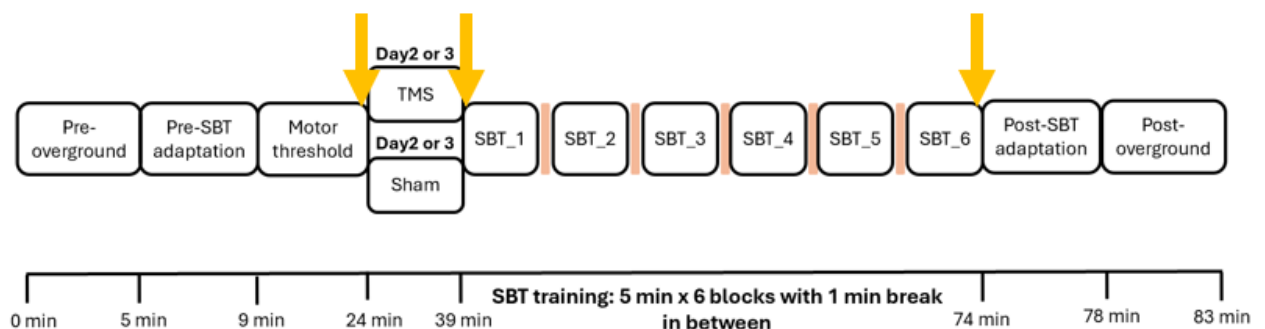 Day2 or 3
TMS
Pre-
overground
Pre-SBT
adaptation
Motor
threshold
Day2 or 3
Sham
SBT_1
SBT_2
SBT_3
SBT_4
SBT_5
SBT_6
Post-SBT
adaptation
Post-
overground
SBT training: 5 min x 6 blocks with 1 min break
in between
0 min
5 min
9 min
24 min
39 min
74 min
78 min
83 min